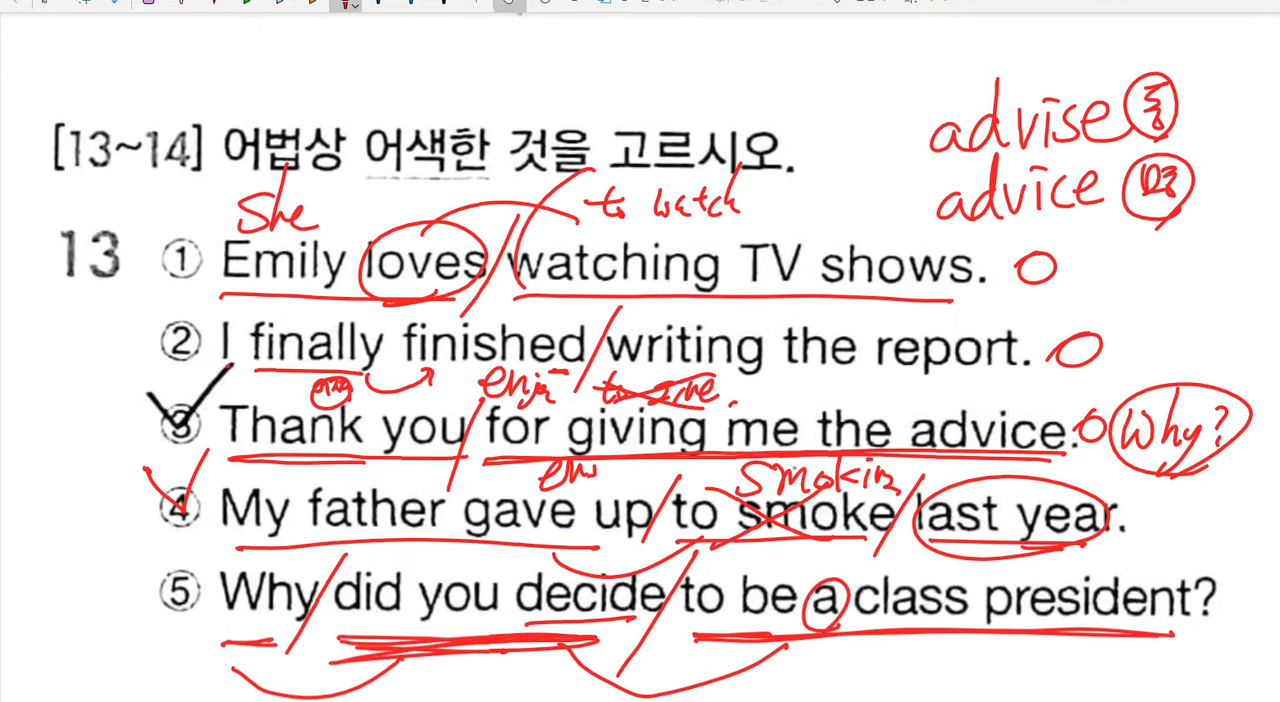 advise 동
[13~14] 어법상 어색한 것을 고르시오.
advice 명
She
to watch
13 ① Emily loves watching TV shows.
② I finally finished writing the report.
③ Thank you for giving me the advice. Why?
smokin
④ My father gave up to smoke last year.
⑤ Why did you decide to be a class president?